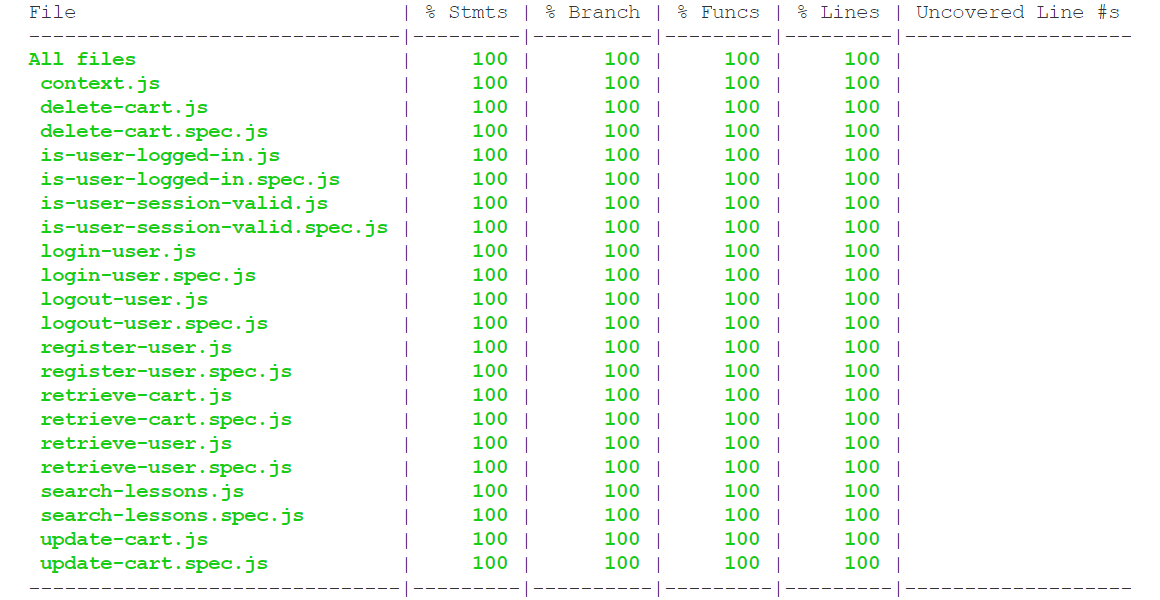 File                           | % Stmts | % Branch | % Funcs | % Lines | Uncovered Line #s
-------------------------------|---------|----------|---------|---------|-------------------
All files                      |     100 |      100 |     100 |     100 |
 context.js                    |     100 |      100 |     100 |     100 |
 delete-cart.js                |     100 |      100 |     100 |     100 |
 delete-cart.spec.js           |     100 |      100 |     100 |     100 |
 is-user-logged-in.js          |     100 |      100 |     100 |     100 |
 is-user-logged-in.spec.js     |     100 |      100 |     100 |     100 |
 is-user-session-valid.js      |     100 |      100 |     100 |     100 |
 is-user-session-valid.spec.js |     100 |      100 |     100 |     100 |
 login-user.js                 |     100 |      100 |     100 |     100 |
 login-user.spec.js            |     100 |      100 |     100 |     100 |
 logout-user.js                |     100 |      100 |     100 |     100 |
 logout-user.spec.js           |     100 |      100 |     100 |     100 |
 register-user.js              |     100 |      100 |     100 |     100 |
 register-user.spec.js         |     100 |      100 |     100 |     100 |
 retrieve-cart.js              |     100 |      100 |     100 |     100 |
 retrieve-cart.spec.js         |     100 |      100 |     100 |     100 |
 retrieve-user.js              |     100 |      100 |     100 |     100 |
 retrieve-user.spec.js         |     100 |      100 |     100 |     100 |
 search-lessons.js             |     100 |      100 |     100 |     100 |
 search-lessons.spec.js        |     100 |      100 |     100 |     100 |
 update-cart.js                |     100 |      100 |     100 |     100 |
 update-cart.spec.js           |     100 |      100 |     100 |     100 |
-------------------------------|---------|----------|---------|---------|-------------------